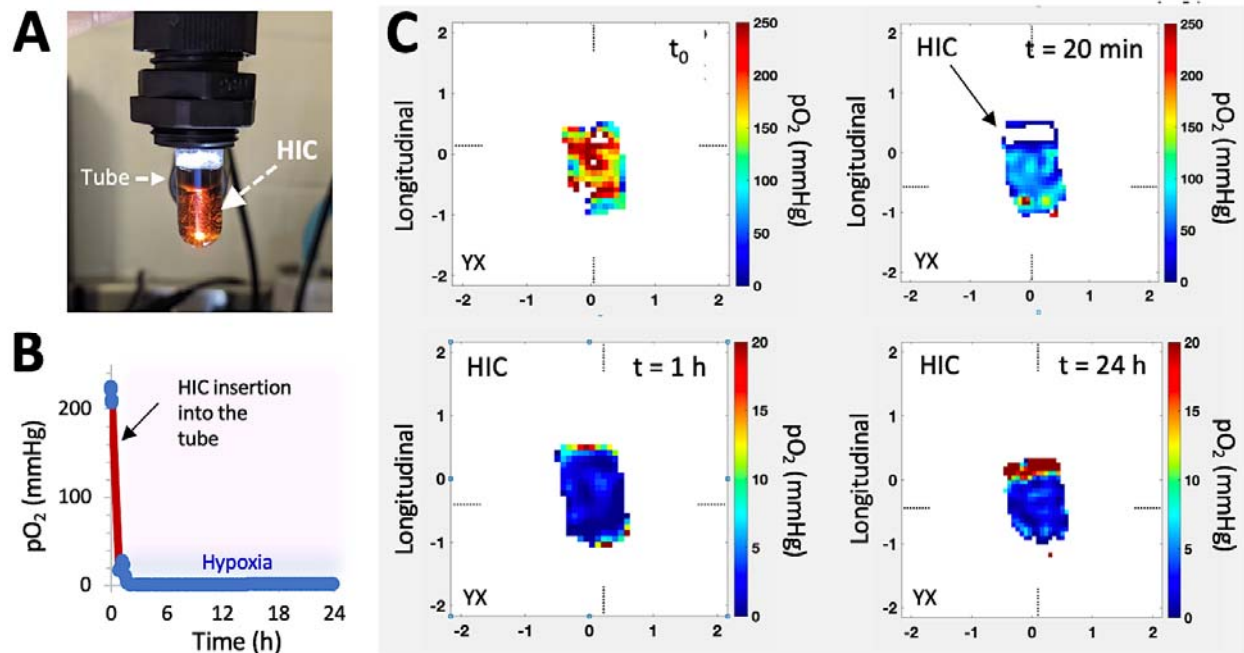 A
Tube
HIC
B
pO₂ (mmHg)
200
100
0
HIC insertion
into the
tube
Hypoxia
0 6 12 18 24
Time (h)
C
t₀
Longitudinal
2
1
0
-1
-2
YX
-2 -1 0 1 2
250
200
150
100
50
0
pO₂ (mmHg)
HIC
t = 20 min
Longitudinal
2
1
0
-1
-2
YX
-2 -1 0 1 2
250
200
150
100
50
0
pO₂ (mmHg)
HIC
t = 1 h
Longitudinal
2
1
0
-1
-2
YX
-2 -1 0 1 2
20
15
10
5
0
pO₂ (mmHg)
HIC
t = 24 h
Longitudinal
2
1
0
-1
-2
YX
-2 -1 0 1 2
20
15
10
5
0
pO₂ (mmHg)